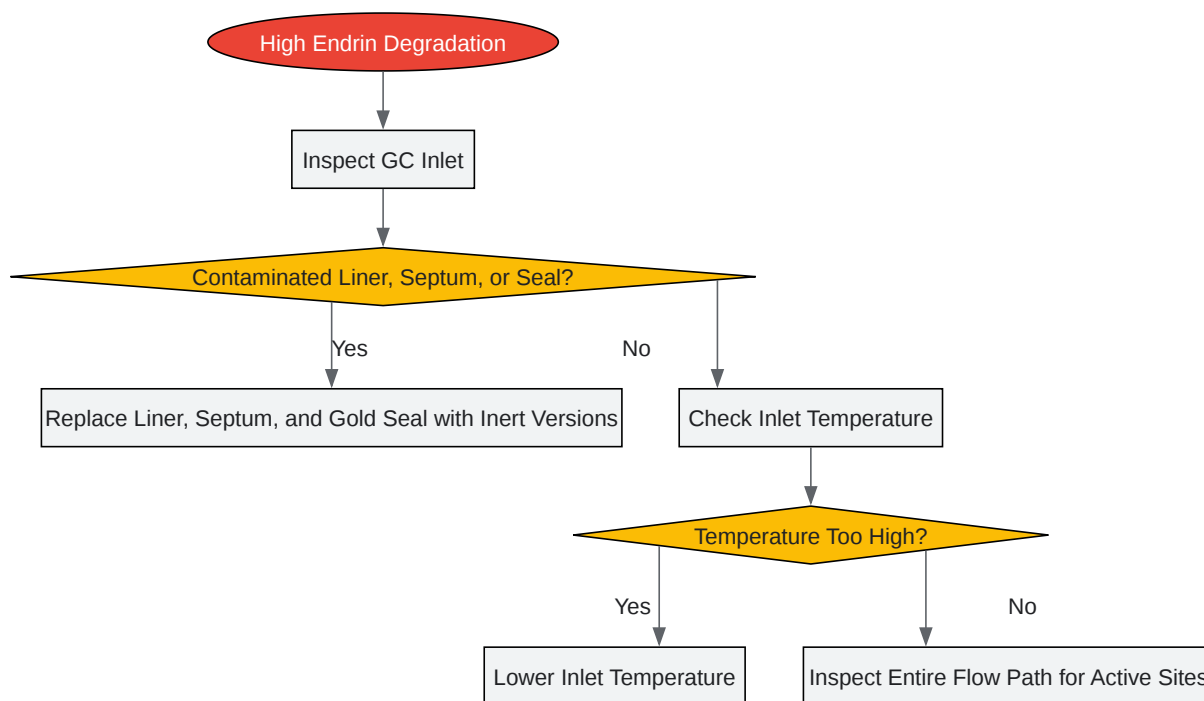 High Endrin Degradation
Inspect GC Inlet
Contaminated Liner, Septum, or Seal?
Yes
No
Replace Liner, Septum, and Gold Seal with Inert Versions
Check Inlet Temperature
Temperature Too High?
Yes
No
Lower Inlet Temperature
Inspect Entire Flow Path for Active Sites